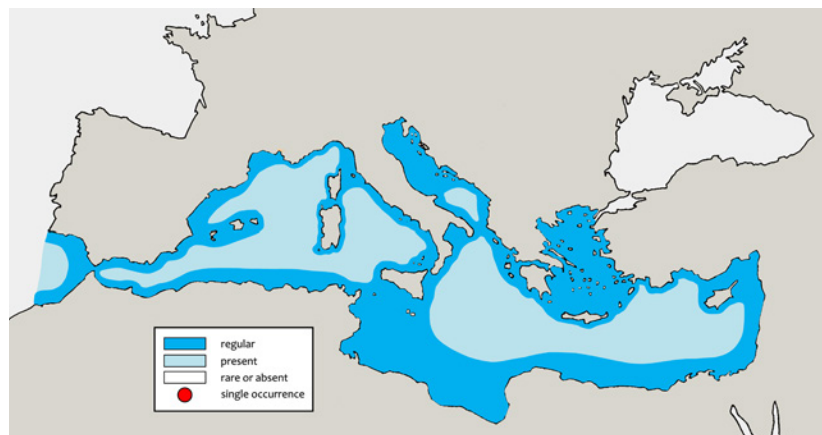 regular
present
rare or absent
single occurrence